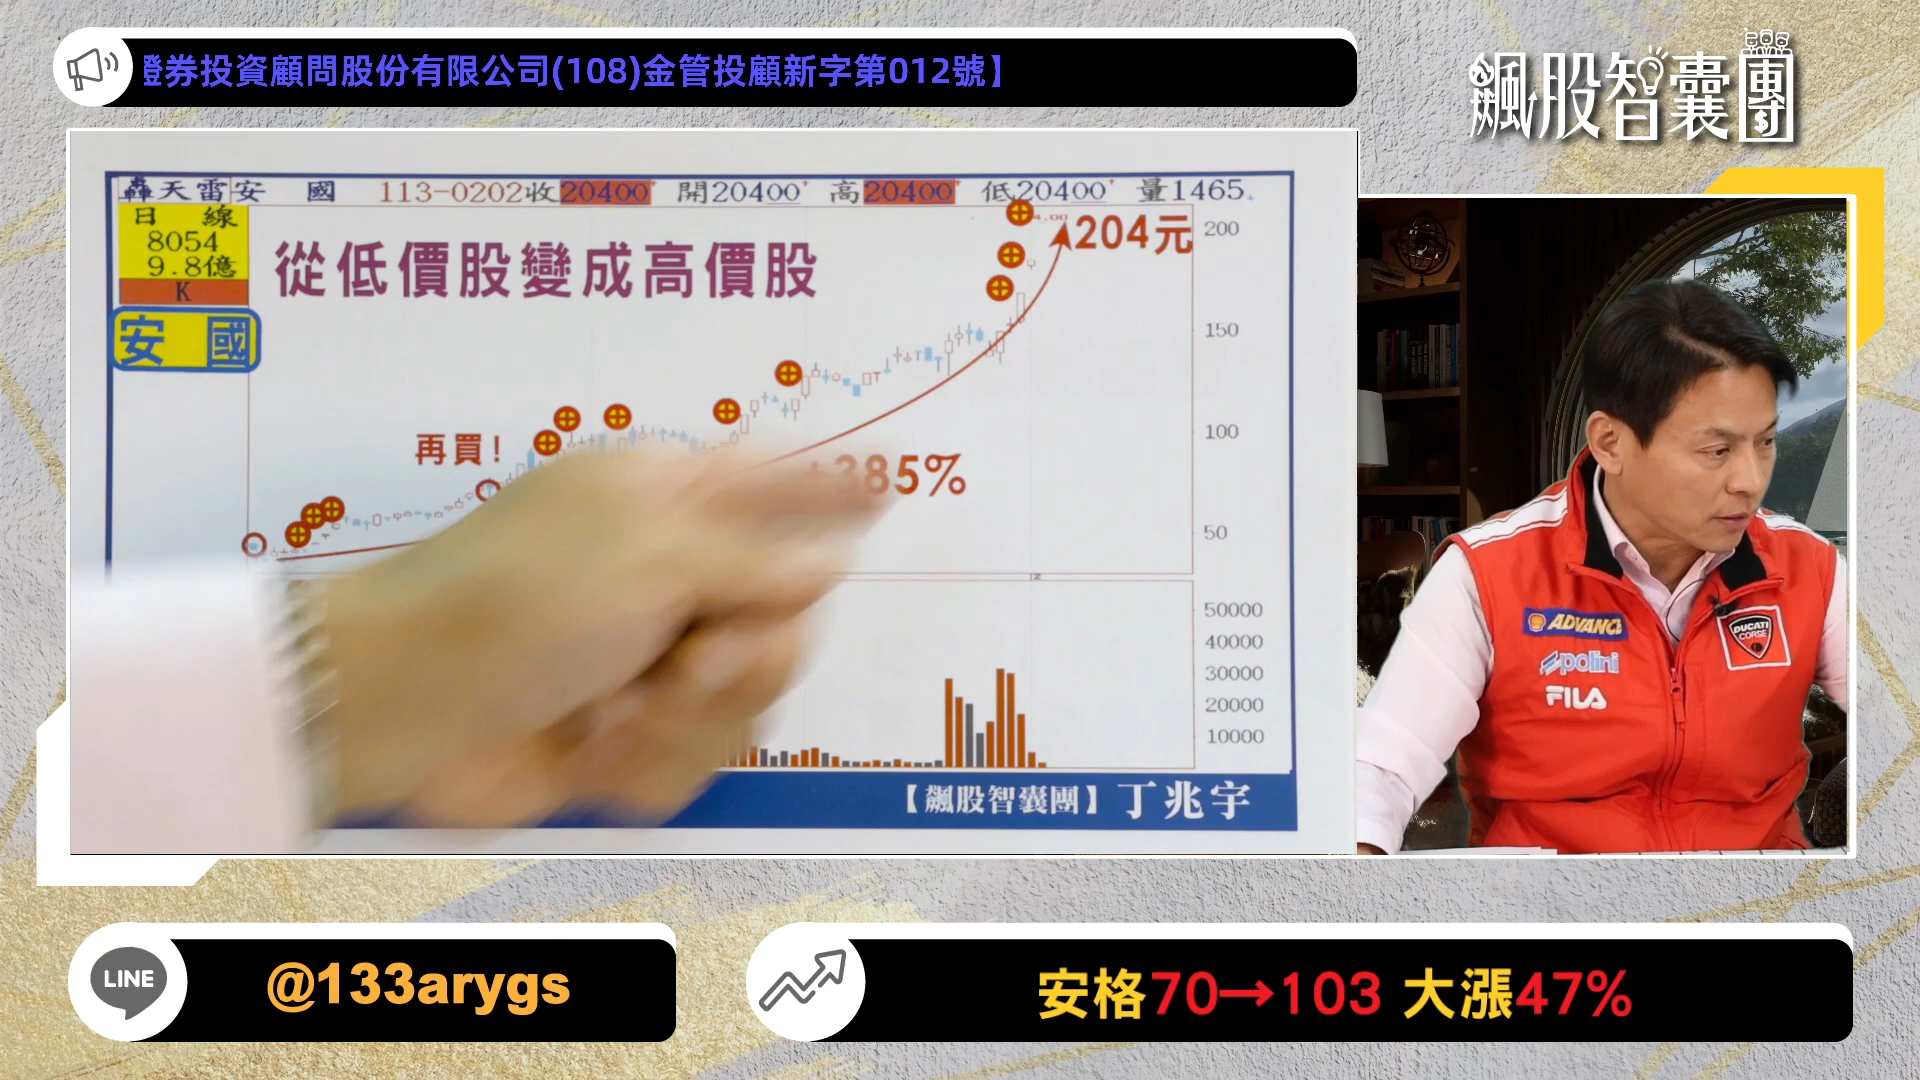 證券投資顧問股份有限公司(108)金管投顧新字第012號】
飆股智囊團
轟天雷安 國 113-0202收20400 開20400 高20400 低20400 量1465
日 線
8054
9.8億
K
安 國
從低價股變成高價股
204元
200
150
100
50
再買!
385%
2
50000
40000
30000
20000
10000
【飆股智囊團】丁兆宇
ADVANCE
polini
FILA
DUCATI
CORSE
LINE
@133arygs
安格70→103 大漲47%